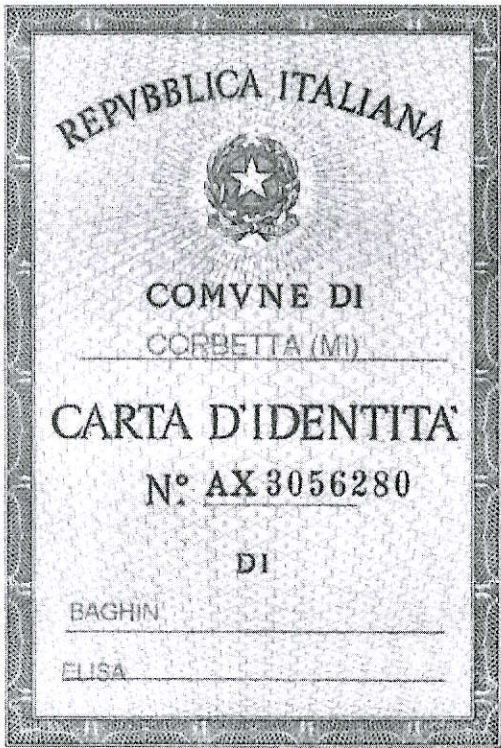 REPVBBLICA ITALIANA
COMVNE DI
CORBETTA (MI)
CARTA D'IDENTITA'
N° AX 3056280
DI
BAGHIN
ELISA